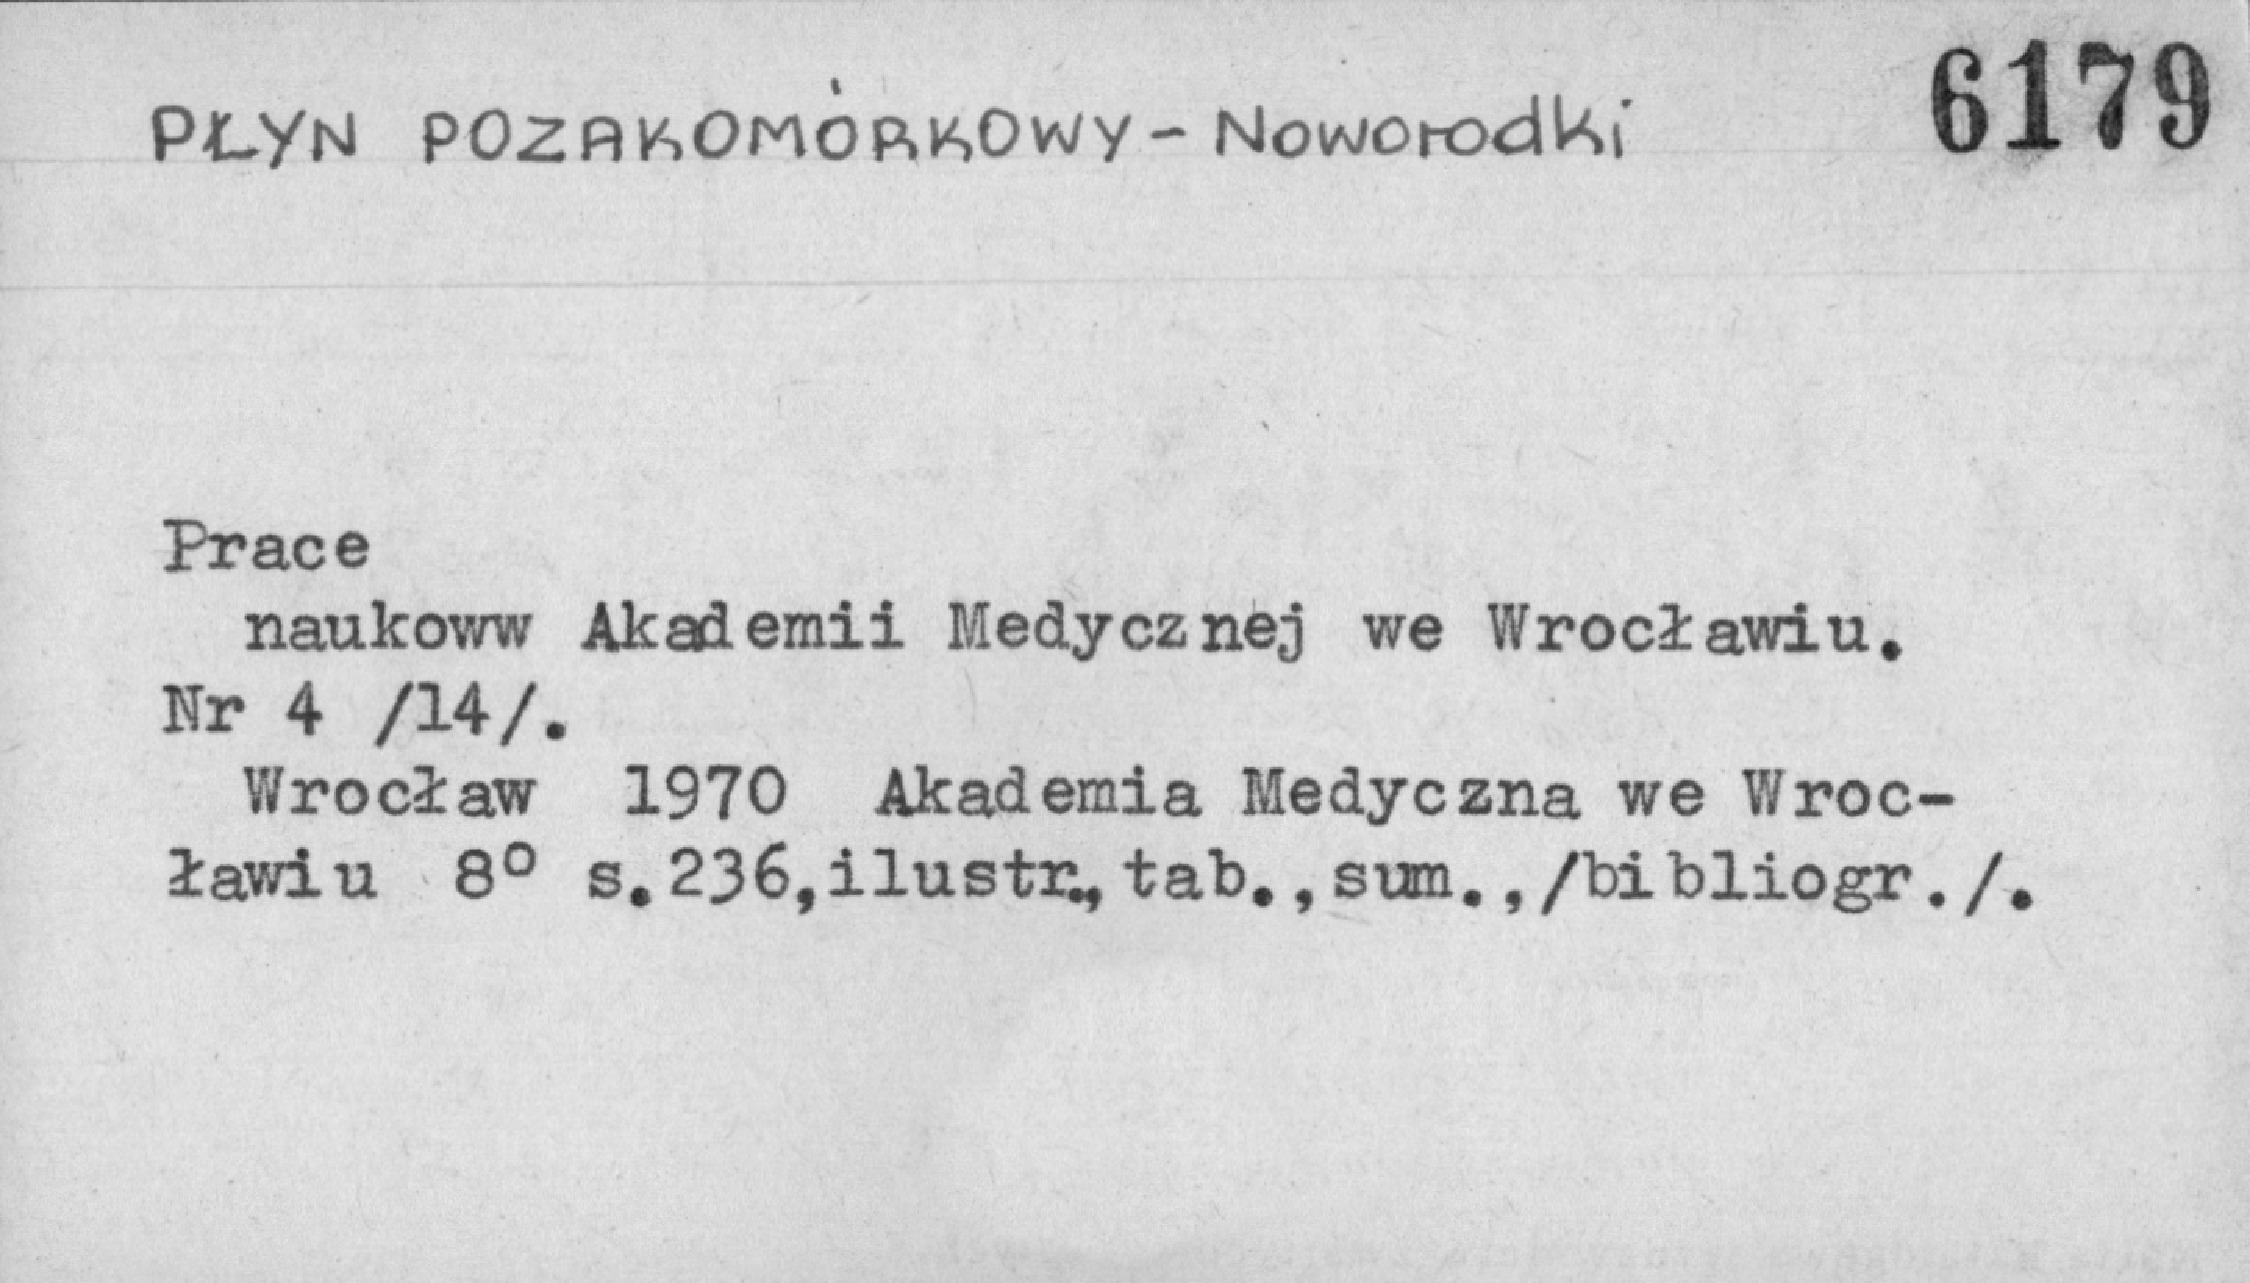 6179
PŁYN POZAKOMÓRKOWY - Noworodki
Prace
naukoww Akademii Medycznej we Wrocławiu.
Nr 4 /14/.
Wrocław 1970 Akademia Medyczna we Wroc-
ławiu 8° s.236,ilustr.,tab.,sum.,/bibliogr./.